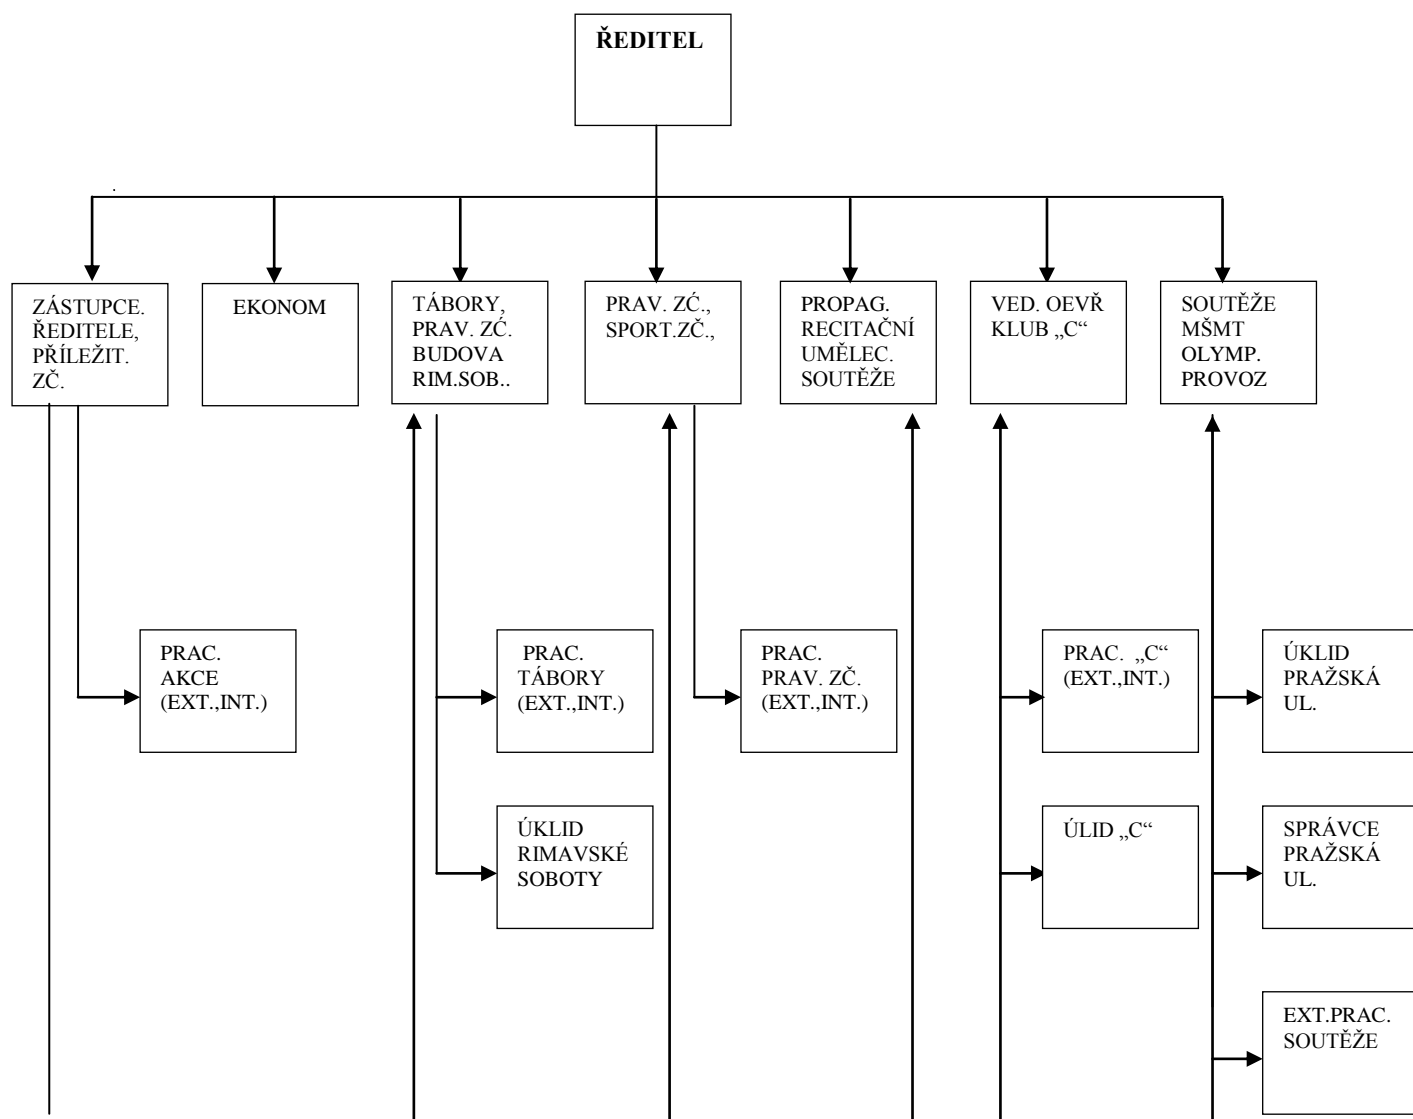 ŘEDITEL
ZÁSTUPCE.
ŘEDITELE,
PŘÍLEŽIT.
ZČ.
EKONOM
TÁBORY,
PRAV. ZĆ.
BUDOVA
RIM.SOB..
PRAV. ZĆ.,
SPORT.ZČ.,
PROPAG.
RECITAČNÍ
UMĚLEC.
SOUTĚŽE
VED. OEVŘ
KLUB „C“
SOUTĚŽE
MŠMT
OLYMP.
PROVOZ
PRAC.
AKCE
(EXT.,INT.)
PRAC.
TÁBORY
(EXT.,INT.)
PRAC.
PRAV. ZČ.
(EXT.,INT.)
PRAC. „C“
(EXT.,INT.)
ÚKLID
PRAŽSKÁ
UL.
ÚKLID
RIMAVSKÉ
SOBOTY
ÚLID „C“
SPRÁVCE
PRAŽSKÁ
UL.
EXT.PRAC.
SOUTĚŽE